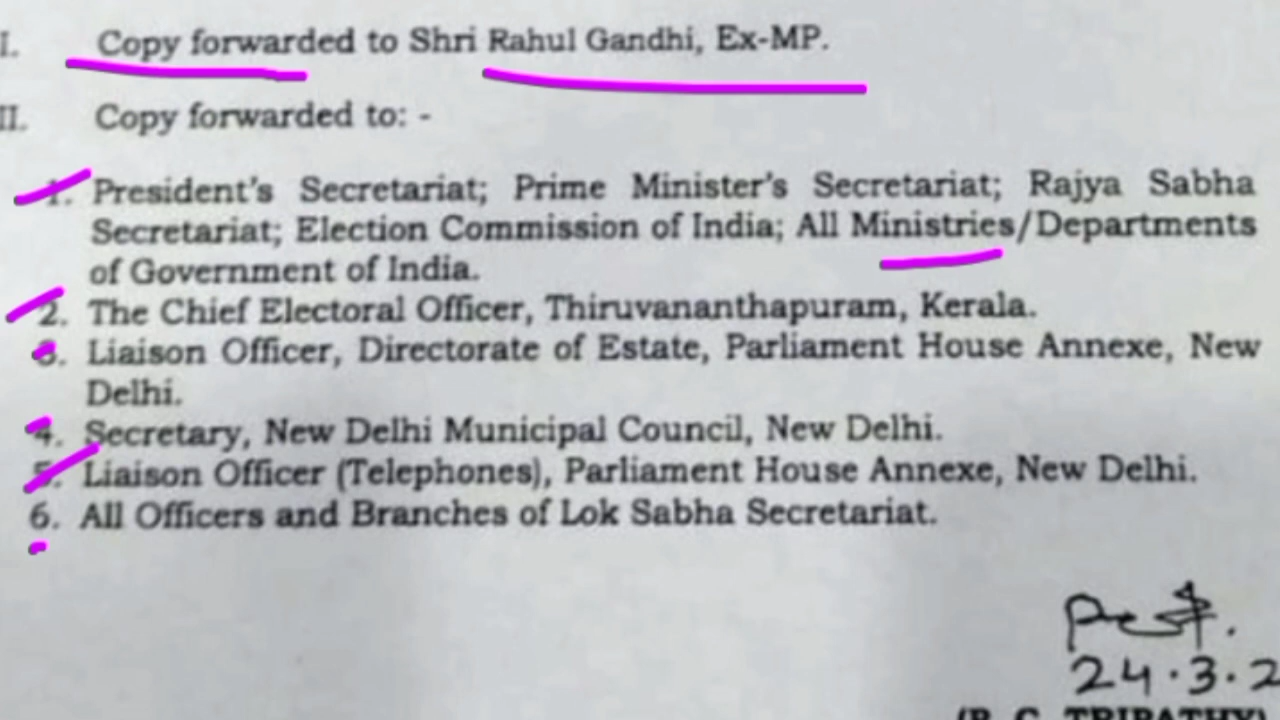 I. Copy forwarded to Shri Rahul Gandhi, Ex-MP.
II. Copy forwarded to: -
1. President's Secretariat; Prime Minister's Secretariat; Rajya Sabha
Secretariat; Election Commission of India; All Ministries/Departments
of Government of India.
2. The Chief Electoral Officer, Thiruvananthapuram, Kerala.
3. Liaison Officer, Directorate of Estate, Parliament House Annexe, New
Delhi.
4. Secretary, New Delhi Municipal Council, New Delhi.
5. Liaison Officer (Telephones), Parliament House Annexe, New Delhi.
6. All Officers and Branches of Lok Sabha Secretariat.
24.3.2
TRIPATHY)